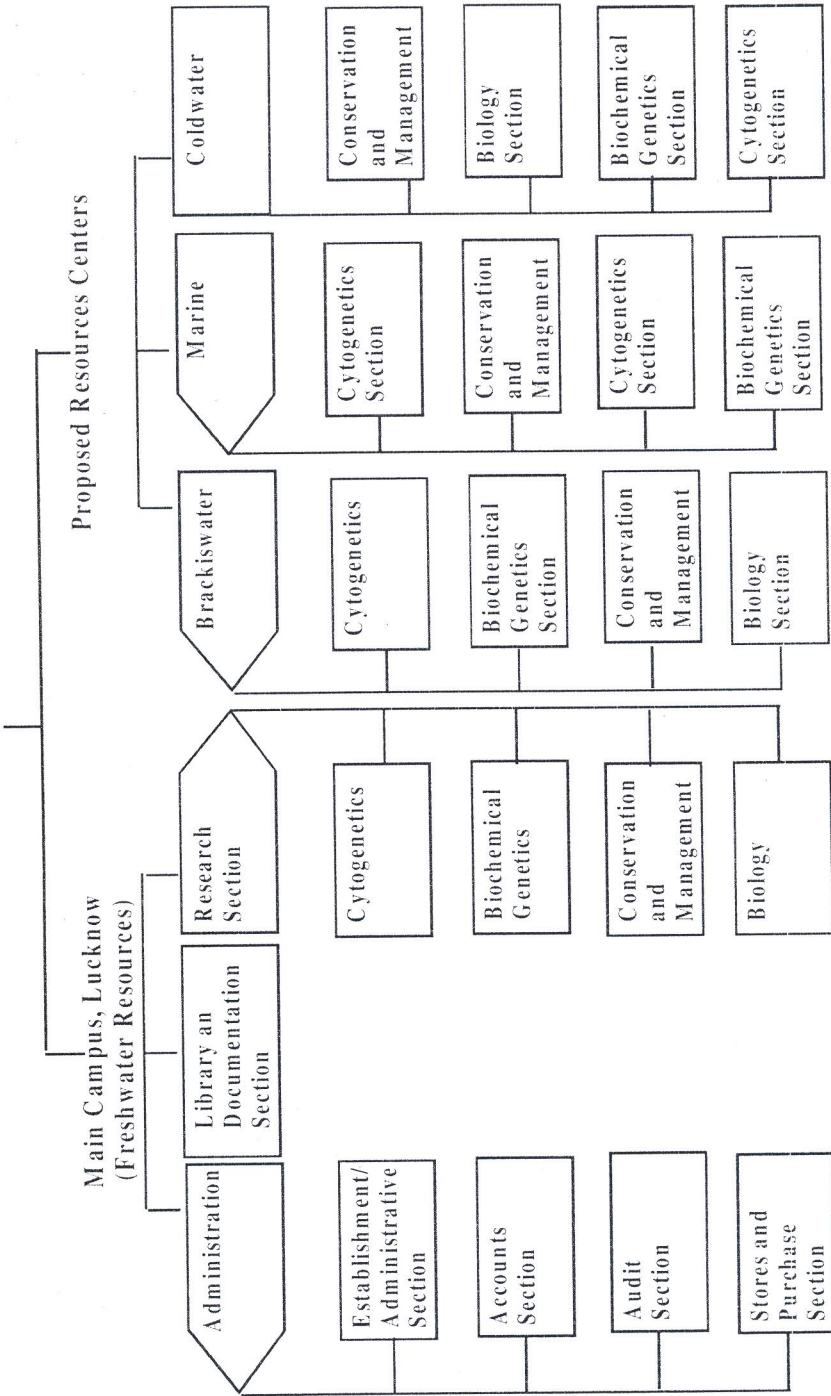 Main Campus, Lucknow
(Freshwater Resources)
Proposed Resources Centers
Administration
Library an
Documentation
Section
Research
Section
Brackiswater
Marine
Coldwater
Establishment/
Administrative
Section
Accounts
Section
Audit
Section
Stores and
Purchase
Section
Cytogenetics
Biochemical
Genetics
Conservation
and
Management
Biology
Cytogenetics
Biochemical
Genetics
Section
Conservation
and
Management
Biology
Section
Cytogenetics
Section
Conservation
and
Management
Cytogenetics
Section
Biochemical
Genetics
Section
Conservation
and
Management
Biology
Section
Biochemical
Genetics
Section
Cytogenetics
Section